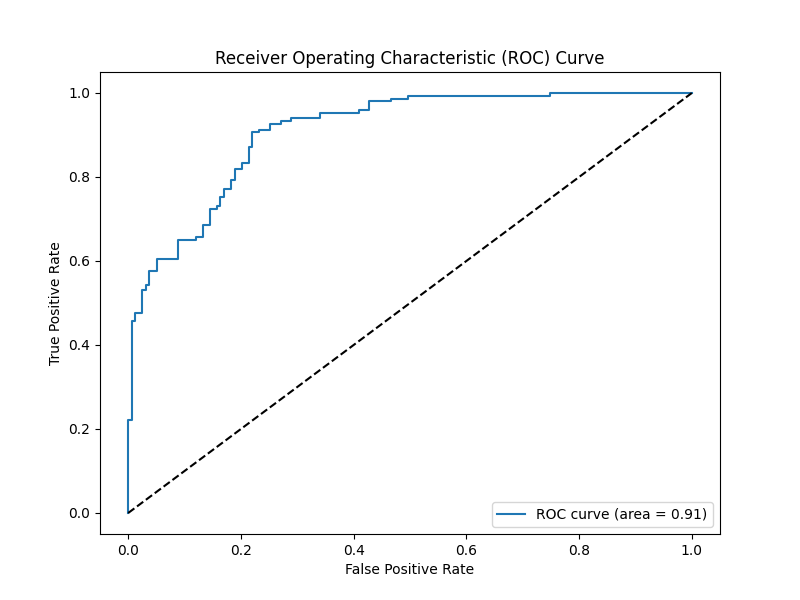 Receiver Operating Characteristic (ROC) Curve
1.0
0.8
0.6
0.4
0.2
0.0
True Positive Rate
ROC curve (area = 0.91)
0.0 0.2 0.4 0.6 0.8 1.0
False Positive Rate